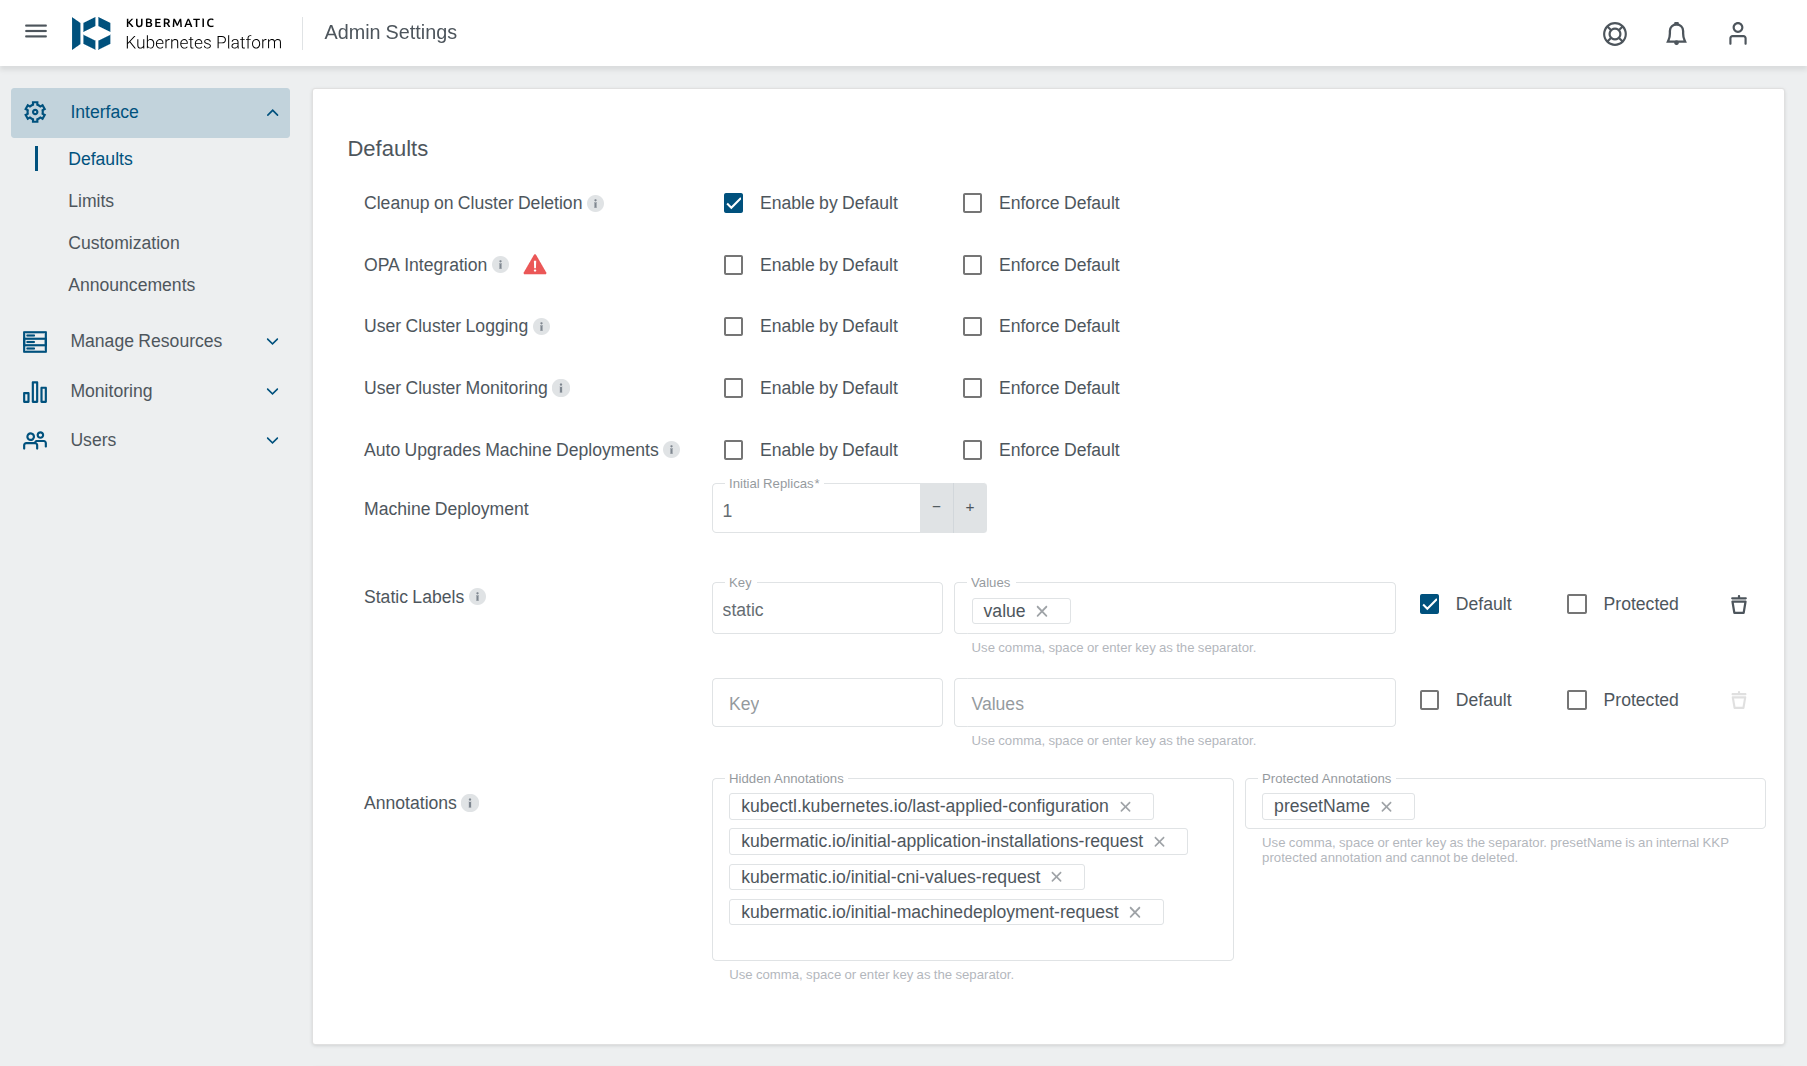 KUBERMATIC
Kubernetes Platform
Admin Settings
Interface
Defaults
Limits
Customization
Announcements
Manage Resources
Monitoring
Users
Defaults
Cleanup on Cluster Deletion
Enable by Default
Enforce Default
OPA Integration
Enable by Default
Enforce Default
User Cluster Logging
Enable by Default
Enforce Default
User Cluster Monitoring
Enable by Default
Enforce Default
Auto Upgrades Machine Deployments
Enable by Default
Enforce Default
Machine Deployment
Initial Replicas*
1
−
+
Static Labels
Key
static
Values
value
Use comma, space or enter key as the separator.
Default
Protected
Key
Values
Use comma, space or enter key as the separator.
Default
Protected
Annotations
Hidden Annotations
kubectl.kubernetes.io/last-applied-configuration
kubermatic.io/initial-application-installations-request
kubermatic.io/initial-cni-values-request
kubermatic.io/initial-machinedeployment-request
Use comma, space or enter key as the separator.
Protected Annotations
presetName
Use comma, space or enter key as the separator. presetName is an internal KKP
protected annotation and cannot be deleted.